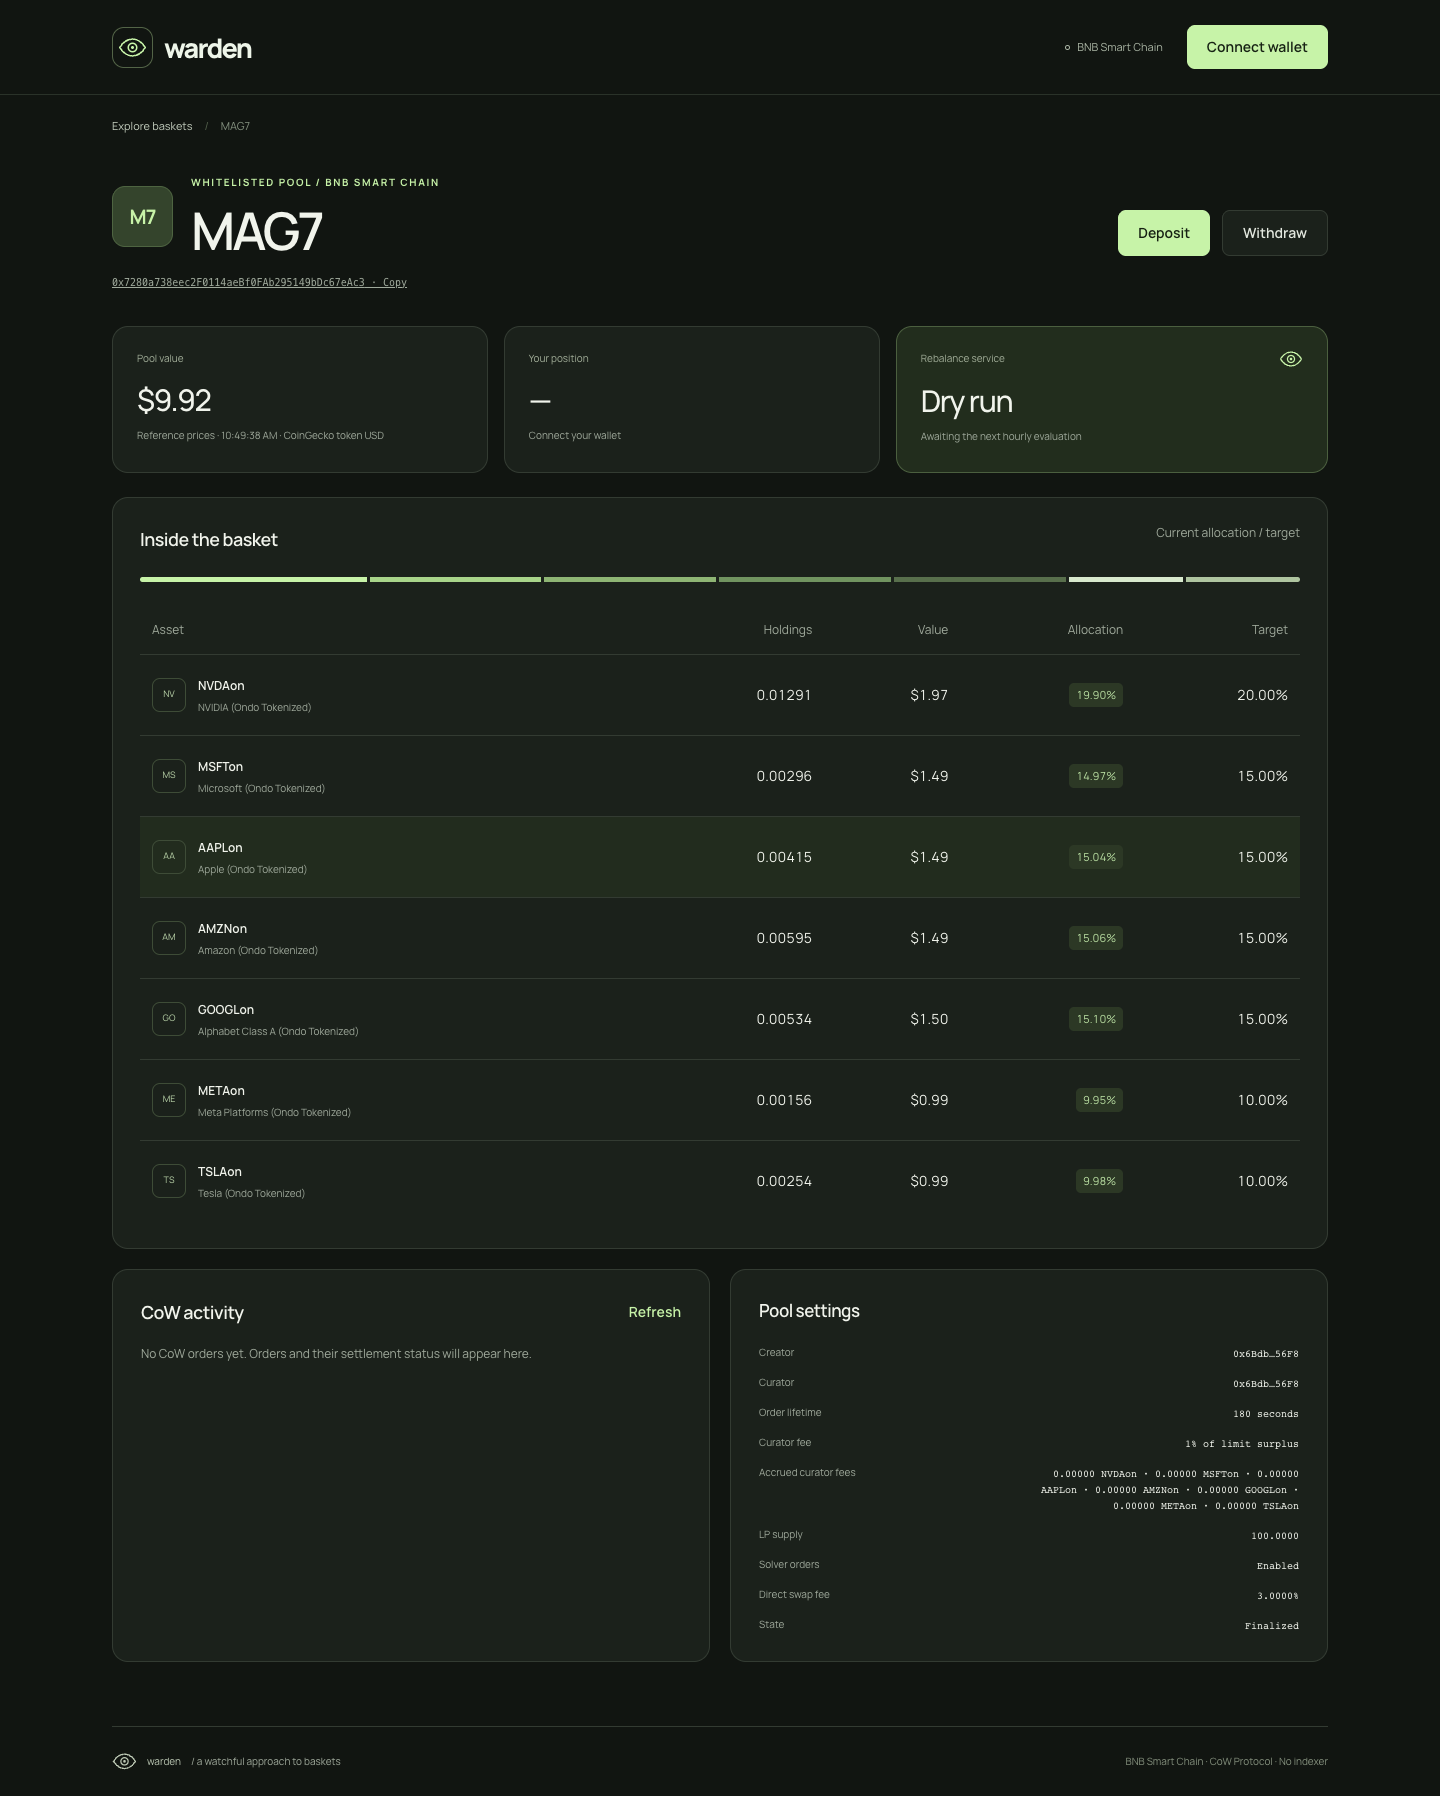 warden
BNB Smart Chain
Connect wallet
Explore baskets / MAG7
M7
WHITELISTED POOL / BNB SMART CHAIN
MAG7
Deposit
Withdraw
0x7280a738eec2F0114aeBf0FAb295149bDc67eAc3 · Copy
Pool value
$9.92
Reference prices · 10:49:38 AM · CoinGecko token USD
Your position
—
Connect your wallet
Rebalance service
Dry run
Awaiting the next hourly evaluation
Inside the basket
Current allocation / target
Asset Holdings Value Allocation Target
NV NVDAon 0.01291 $1.97 19.90% 20.00%
NVIDIA (Ondo Tokenized)
MS MSFTon 0.00296 $1.49 14.97% 15.00%
Microsoft (Ondo Tokenized)
AA AAPLon 0.00415 $1.49 15.04% 15.00%
Apple (Ondo Tokenized)
AM AMZNon 0.00595 $1.49 15.06% 15.00%
Amazon (Ondo Tokenized)
GO GOOGLon 0.00534 $1.50 15.10% 15.00%
Alphabet Class A (Ondo Tokenized)
ME METAon 0.00156 $0.99 9.95% 10.00%
Meta Platforms (Ondo Tokenized)
TS TSLAon 0.00254 $0.99 9.98% 10.00%
Tesla (Ondo Tokenized)
CoW activity
Refresh
No CoW orders yet. Orders and their settlement status will appear here.
Pool settings
Creator 0x6Bdb…56F8
Curator 0x6Bdb…56F8
Order lifetime 180 seconds
Curator fee 1% of limit surplus
Accrued curator fees 0.00000 NVDAon · 0.00000 MSFTon · 0.00000
AAPLon · 0.00000 AMZNon · 0.00000 GOOGLon ·
0.00000 METAon · 0.00000 TSLAon
LP supply 100.0000
Solver orders Enabled
Direct swap fee 3.0000%
State Finalized
warden / a watchful approach to baskets
BNB Smart Chain · CoW Protocol · No indexer